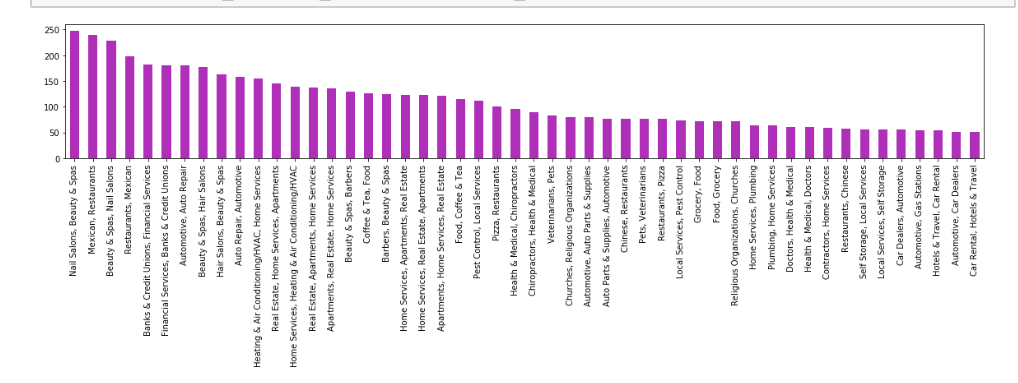 250
200
150
100
50
0
Nail Salons, Beauty & Spas
Mexican, Restaurants
Beauty & Spas, Nail Salons
Restaurants, Mexican
Banks & Credit Unions, Financial Services
Financial Services, Banks & Credit Unions
Automotive, Auto Repair
Beauty & Spas, Hair Salons
Hair Salons, Beauty & Spas
Auto Repair, Automotive
Heating & Air Conditioning/HVAC, Home Services
Real Estate, Home Services, Apartments
Home Services, Heating & Air Conditioning/HVAC
Real Estate, Apartments, Home Services
Apartments, Real Estate, Home Services
Beauty & Spas, Barbers
Coffee & Tea, Food
Barbers, Beauty & Spas
Home Services, Apartments, Real Estate
Home Services, Real Estate, Apartments
Apartments, Home Services, Real Estate
Food, Coffee & Tea
Pest Control, Local Services
Pizza, Restaurants
Health & Medical, Chiropractors
Chiropractors, Health & Medical
Veterinarians, Pets
Churches, Religious Organizations
Automotive, Auto Parts & Supplies
Auto Parts & Supplies, Automotive
Chinese, Restaurants
Pets, Veterinarians
Restaurants, Pizza
Local Services, Pest Control
Grocery, Food
Food, Grocery
Religious Organizations, Churches
Home Services, Plumbing
Plumbing, Home Services
Doctors, Health & Medical
Health & Medical, Doctors
Contractors, Home Services
Restaurants, Chinese
Self Storage, Local Services
Local Services, Self Storage
Car Dealers, Automotive
Automotive, Gas Stations
Hotels & Travel, Car Rental
Automotive, Car Dealers
Car Rental, Hotels & Travel